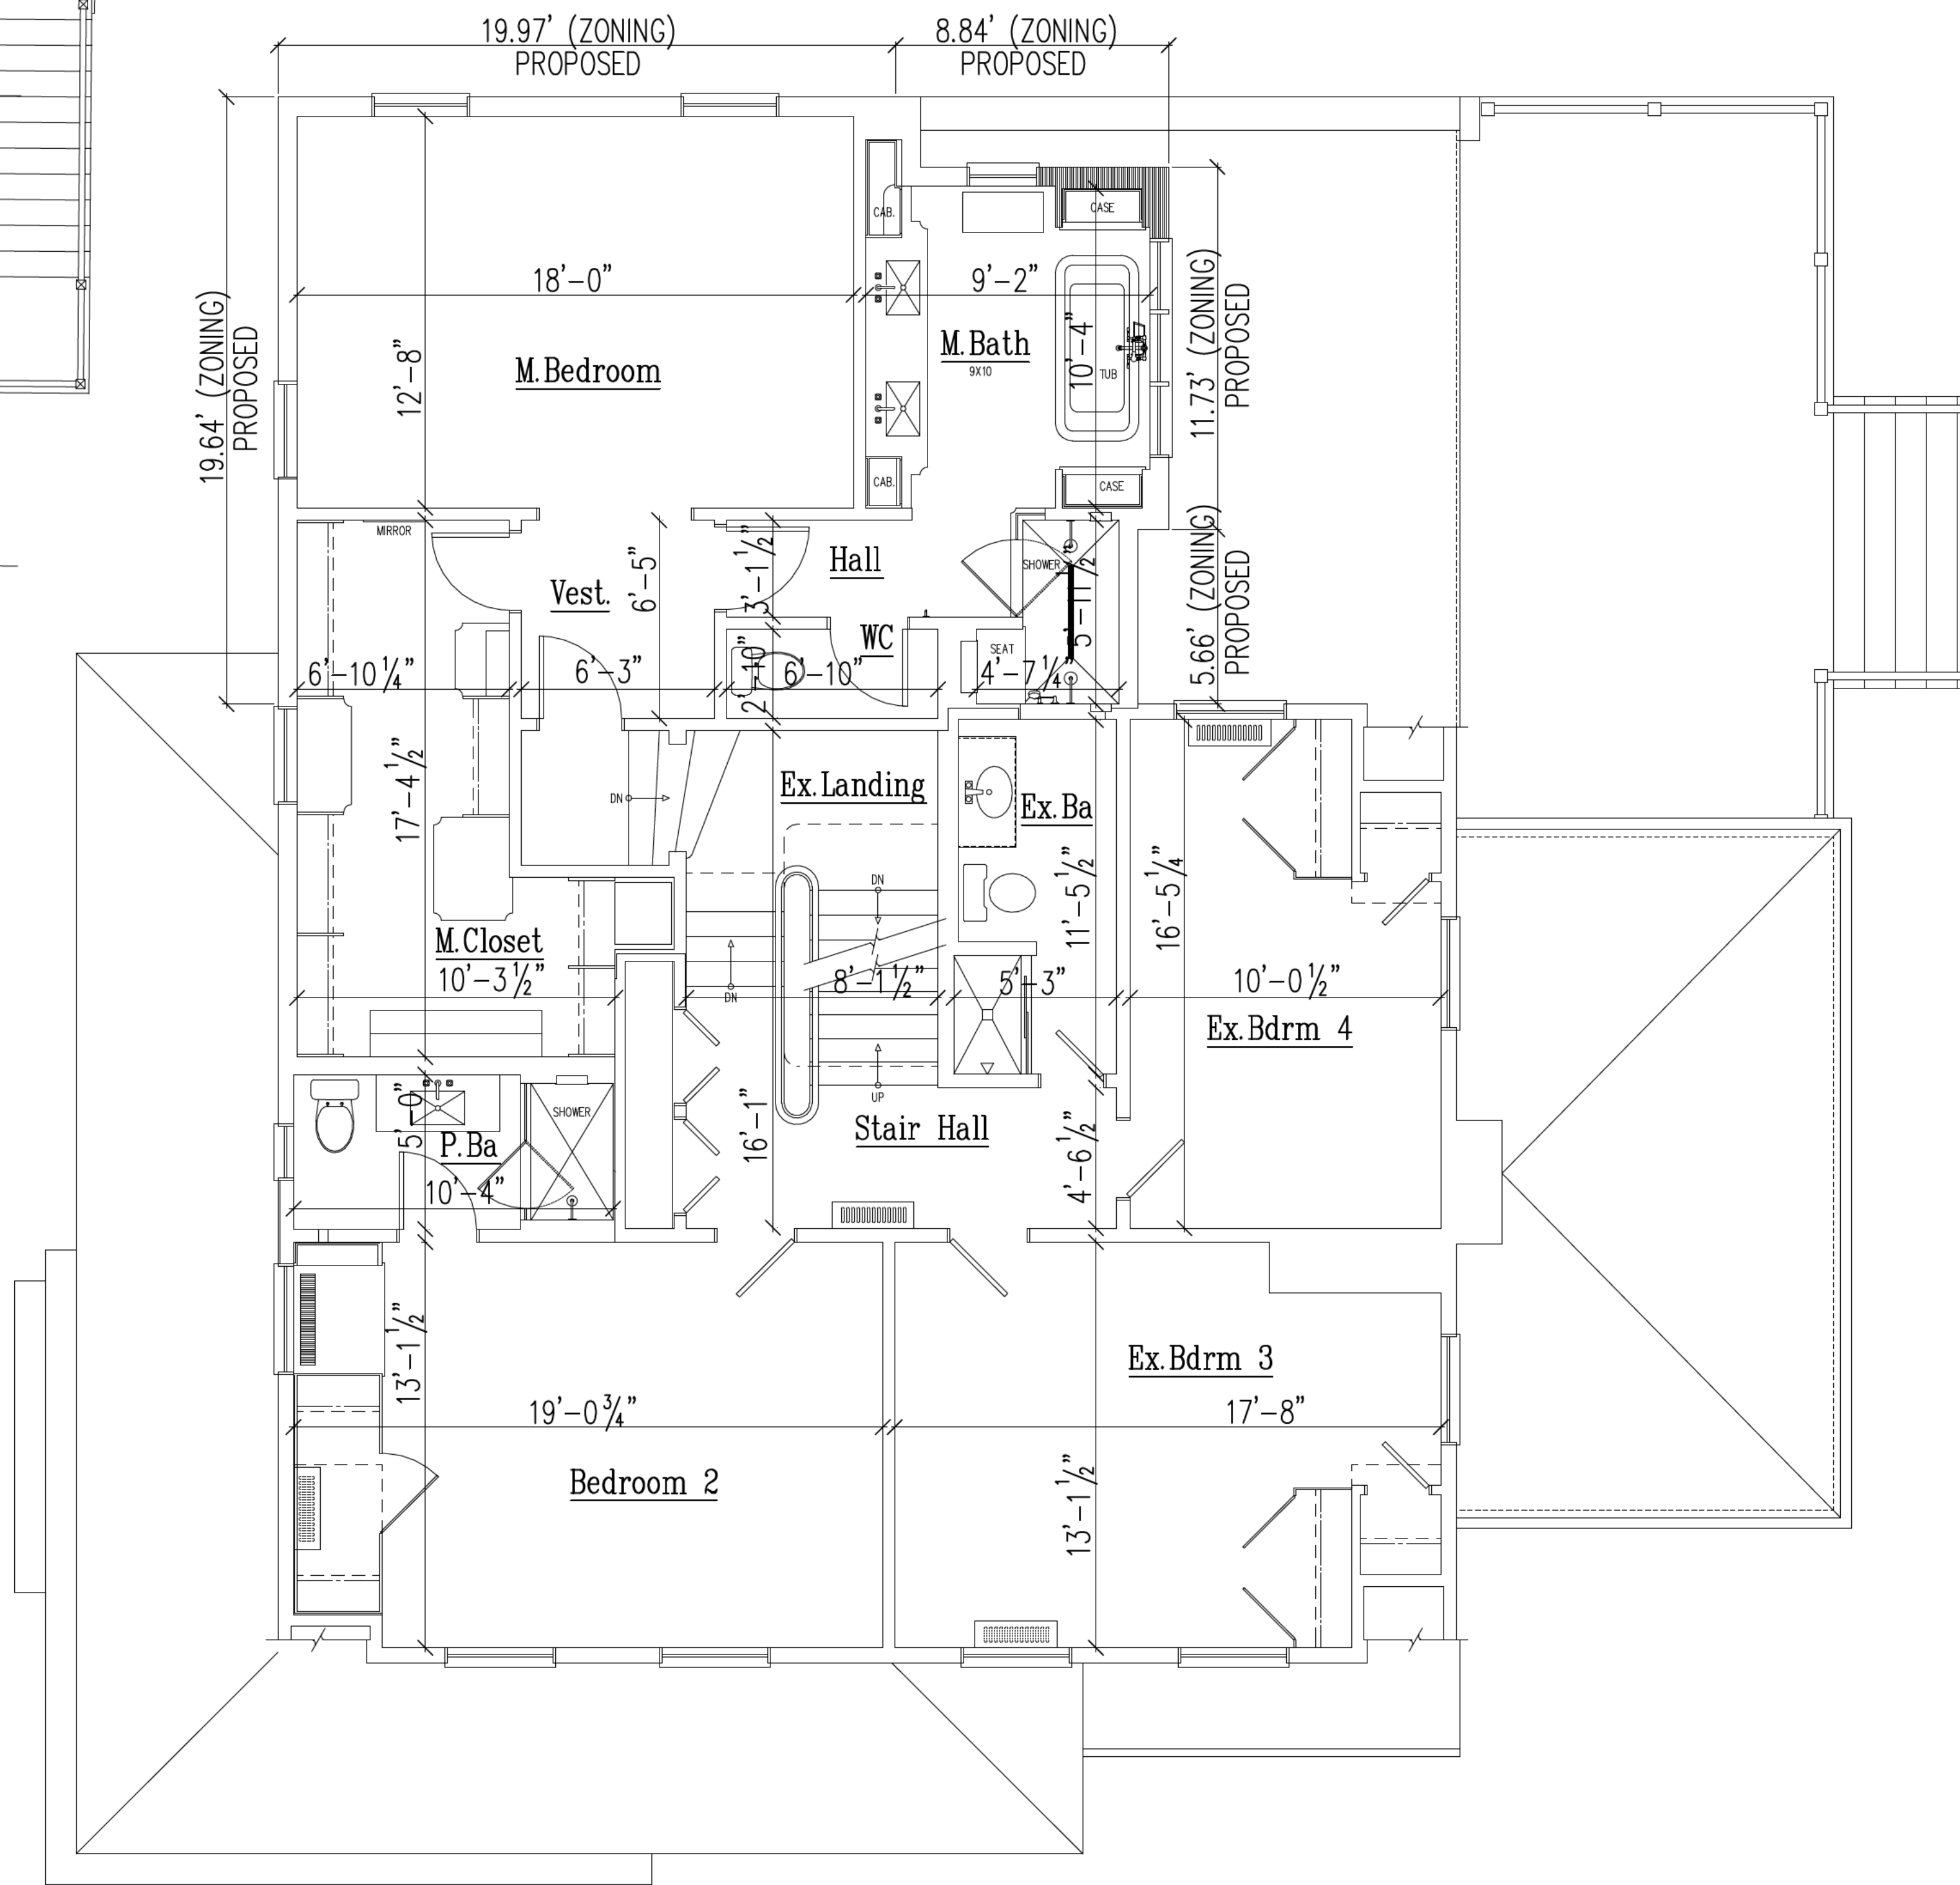 19.97' (ZONING)
PROPOSED
8.84' (ZONING)
PROPOSED
19.64' (ZONING)
PROPOSED
CAB.
CASE
18'-0"
9'-2"
12'-8"
M.Bedroom
M.Bath
9X10
10'-4"
TUB
11.73' (ZONING)
PROPOSED
CAB.
CASE
MIRROR
Vest.
6'-5"
3'-1 1/2"
Hall
SHOWER
5'-11 1/2"
5.66' (ZONING)
PROPOSED
WC
SEAT
6'-10 1/4"
6'-3"
2'-10"
6'-10"
4'-7 1/4"
17'-4 1/2"
DN
Ex.Landing
Ex.Ba
DN
11'-5 1/2"
16'-5 1/4"
M.Closet
10'-3 1/2"
DN
8'-1 1/2"
5'-3"
10'-0 1/2"
Ex.Bdrm 4
UP
5'-0"
SHOWER
P.Ba
10'-4"
16'-1"
Stair Hall
4'-6 1/2"
13'-1 1/2"
Ex.Bdrm 3
19'-0 3/4"
17'-8"
Bedroom 2
13'-1 1/2"